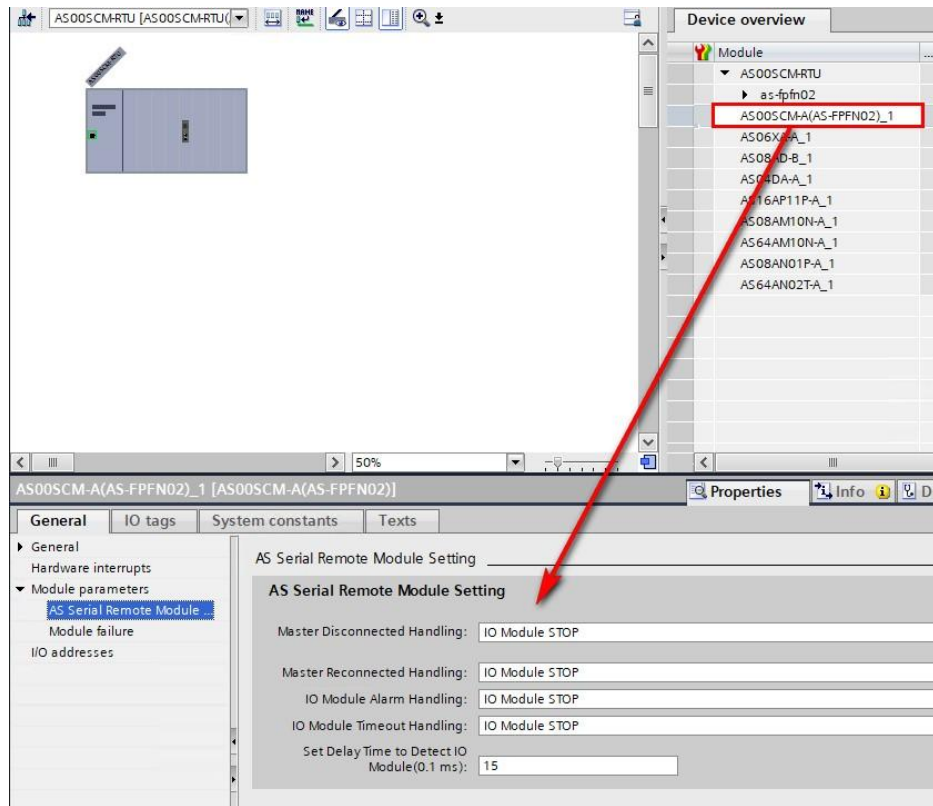 AS00SCM-RTU [AS00SCM-RTU(
NAME
Device overview
Module
...
AS00SCM-RTU
AS00SCM-RTU
as-fpfn02
AS00SCM-A(AS-FPFN02)_1
AS06XA-A_1
AS08AD-B_1
AS04DA-A_1
AS16AP11P-A_1
AS08AM10N-A_1
AS64AM10N-A_1
AS08AN01P-A_1
AS64AN02T-A_1
50%
AS00SCM-A(AS-FPFN02)_1 [AS00SCM-A(AS-FPFN02)]
Properties
Info
D
General
IO tags
System constants
Texts
General
Hardware interrupts
Module parameters
AS Serial Remote Module ...
Module failure
I/O addresses
AS Serial Remote Module Setting
AS Serial Remote Module Setting
Master Disconnected Handling: IO Module STOP
Master Reconnected Handling: IO Module STOP
IO Module Alarm Handling: IO Module STOP
IO Module Timeout Handling: IO Module STOP
Set Delay Time to Detect IO
Module(0.1 ms): 15